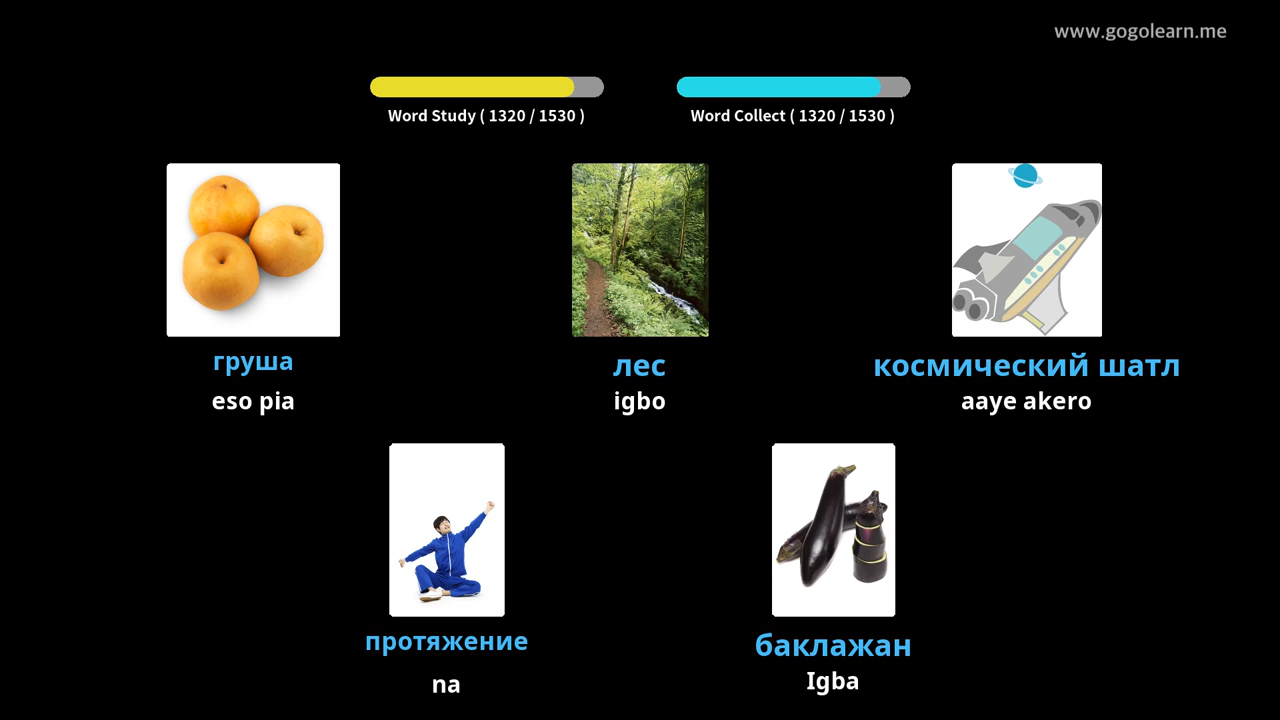 www.gogolearn.me
Word Study ( 1320 / 1530 )
Word Collect ( 1320 / 1530 )
груша
eso pia
лес
igbo
космический шатл
aaye akero
протяжение
na
баклажан
Igba